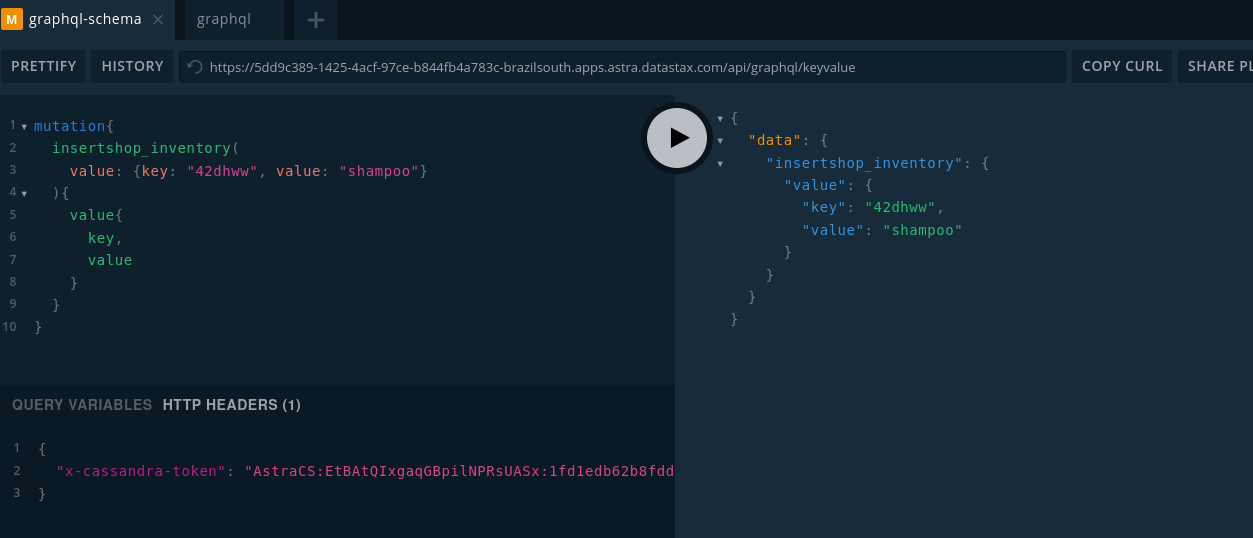 M graphql-schema × graphql +
PRETTIFY HISTORY https://5dd9c389-1425-4acf-97ce-b844fb4a783c-brazilsouth.apps.astra.datastax.com/api/graphql/keyvalue COPY CURL SHARE PL
1 ▾ mutation{
2 insertshop_inventory(
3 value: {key: "42dhww", value: "shampoo"}
4 ▾ ){
5 value{
6 key,
7 value
8 }
9 }
10 }
▾ {
▾ "data": {
▾ "insertshop_inventory": {
"value": {
"key": "42dhww",
"value": "shampoo"
}
}
}
}
QUERY VARIABLES HTTP HEADERS (1)
1 {
2 "x-cassandra-token": "AstraCS:EtBAtQIxgaqGBpilNPRsUASx:1fd1edb62b8fdd
3 }